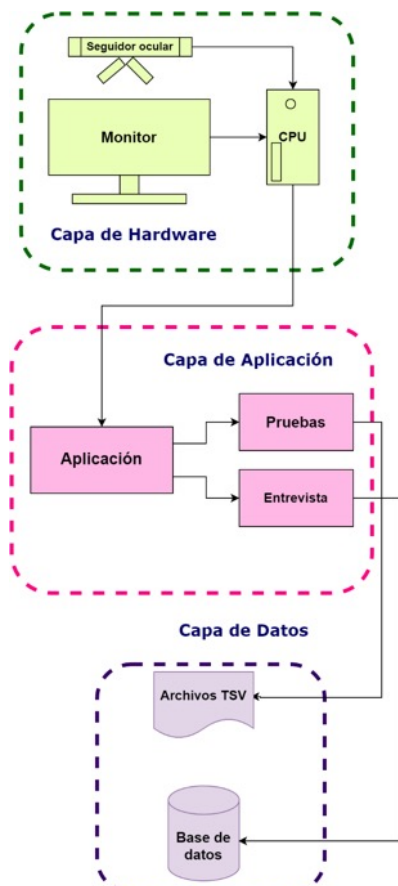 Seguidor ocular
Monitor
CPU
Capa de Hardware
Capa de Aplicación
Pruebas
Aplicación
Entrevista
Capa de Datos
Archivos TSV
Base de
datos